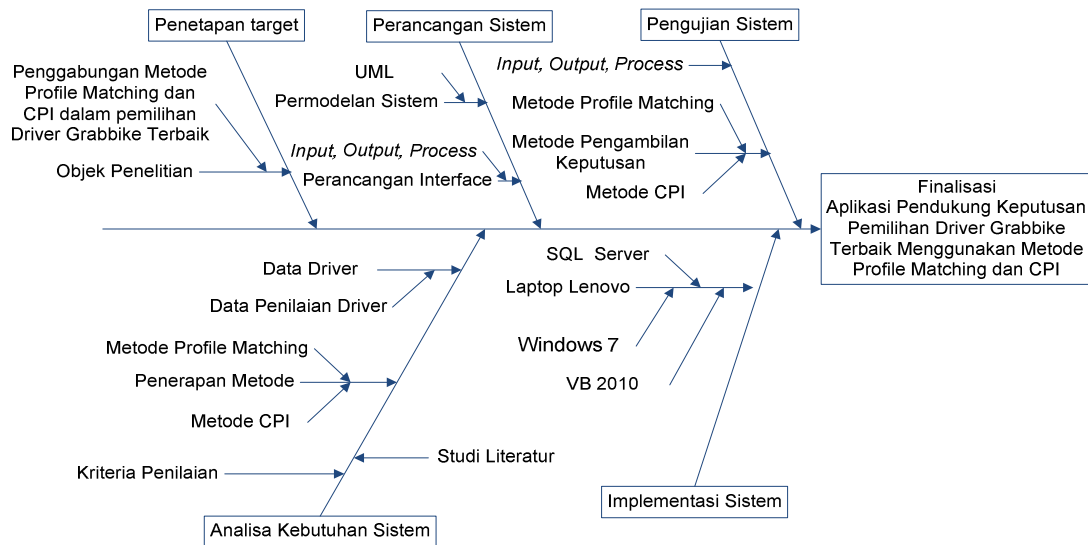 Penetapan target
Perancangan Sistem
Pengujian Sistem
Penggabungan Metode
Profile Matching dan
CPI dalam pemilihan
Driver Grabbike Terbaik
Objek Penelitian
UML
Permodelan Sistem
Input, Output, Process
Perancangan Interface
Input, Output, Process
Metode Profile Matching
Metode Pengambilan
Keputusan
Metode CPI
Finalisasi
Aplikasi Pendukung Keputusan
Pemilihan Driver Grabbike
Terbaik Menggunakan Metode
Profile Matching dan CPI
Data Driver
Data Penilaian Driver
Metode Profile Matching
Penerapan Metode
Metode CPI
Studi Literatur
Kriteria Penilaian
Analisa Kebutuhan Sistem
SQL Server
Laptop Lenovo
Windows 7
VB 2010
Implementasi Sistem